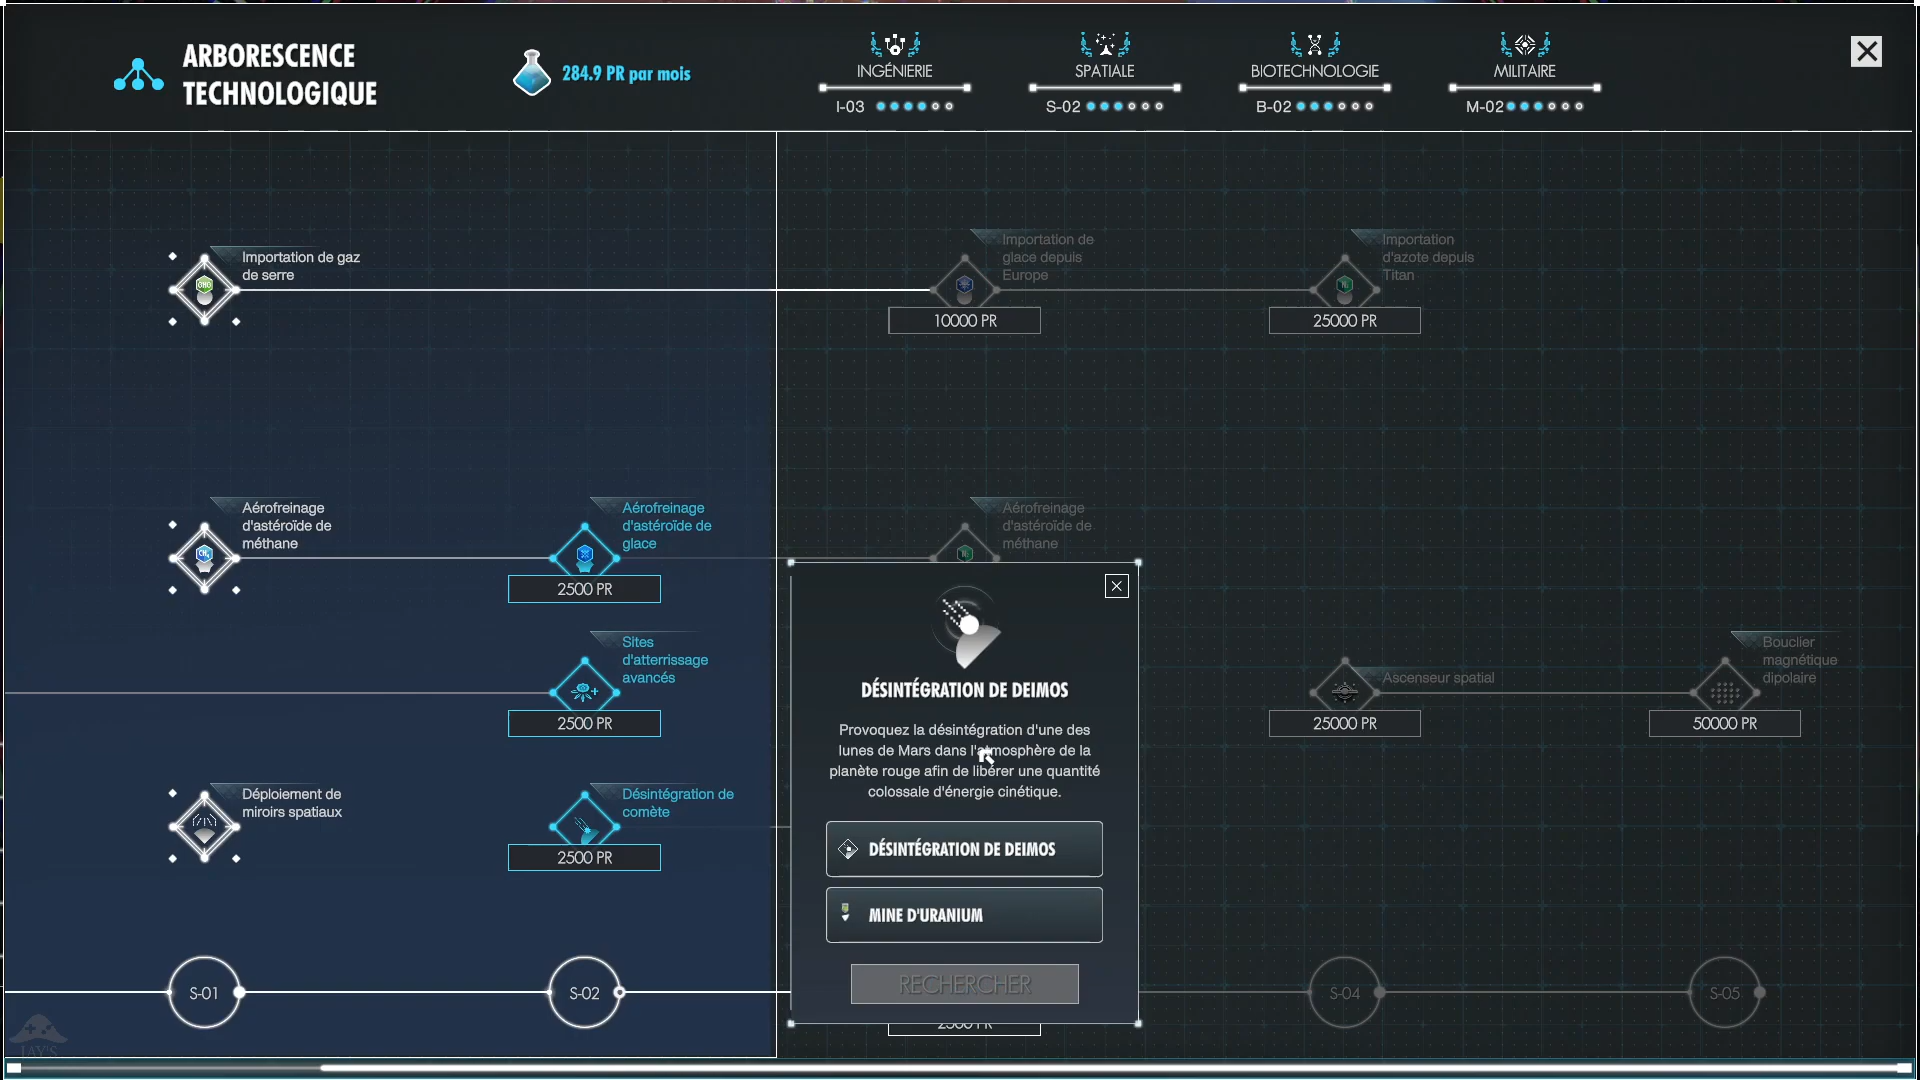 ARBORESCENCE
TECHNOLOGIQUE
284.9 PR par mois
INGÉNIERIE
I-03
SPATIALE
S-02
BIOTECHNOLOGIE
B-02
MILITAIRE
M-02
Importation de gaz
de serre
Importation de
glace depuis
Europe
10000 PR
Importation
d'azote depuis
Titan
25000 PR
Aérofreinage
d'astéroïde de
méthane
Aérofreinage
d'astéroïde de
glace
2500 PR
Aérofreinage
d'astéroïde de
méthane
Sites
d'atterrissage
avancés
2500 PR
Ascenseur spatial
25000 PR
Bouclier
magnétique
dipolaire
50000 PR
Déploiement de
miroirs spatiaux
Désintégration de
comète
2500 PR
DÉSINTÉGRATION DE DEIMOS
Provoquez la désintégration d'une des
lunes de Mars dans l'atmosphère de la
planète rouge afin de libérer une quantité
colossale d'énergie cinétique.
DÉSINTÉGRATION DE DEIMOS
MINE D'URANIUM
RECHERCHER
S-01
S-02
S-04
S-05
2500 PR
JAY'S